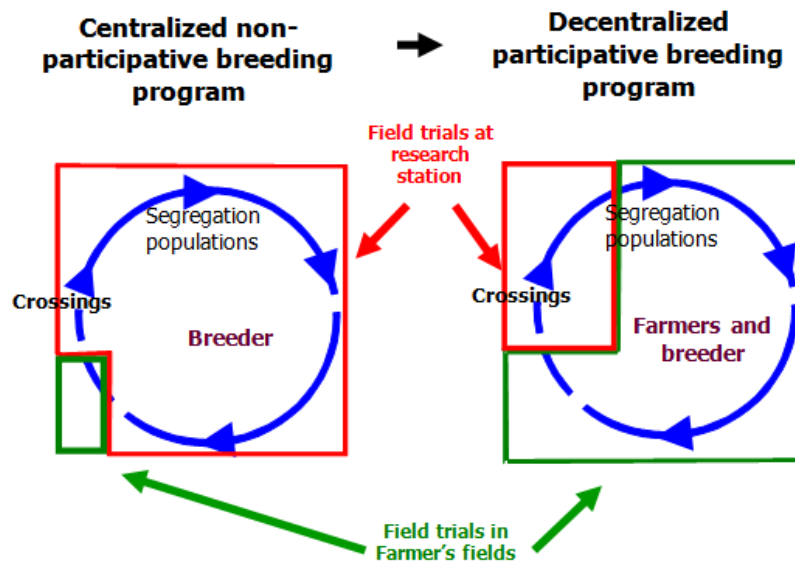 Centralized non-
participative breeding
program
Decentralized
participative breeding
program
Field trials at
research
station
Segregation
populations
Crossings
Breeder
Segregation
populations
Crossings
Farmers and
breeder
Field trials in
Farmer's fields